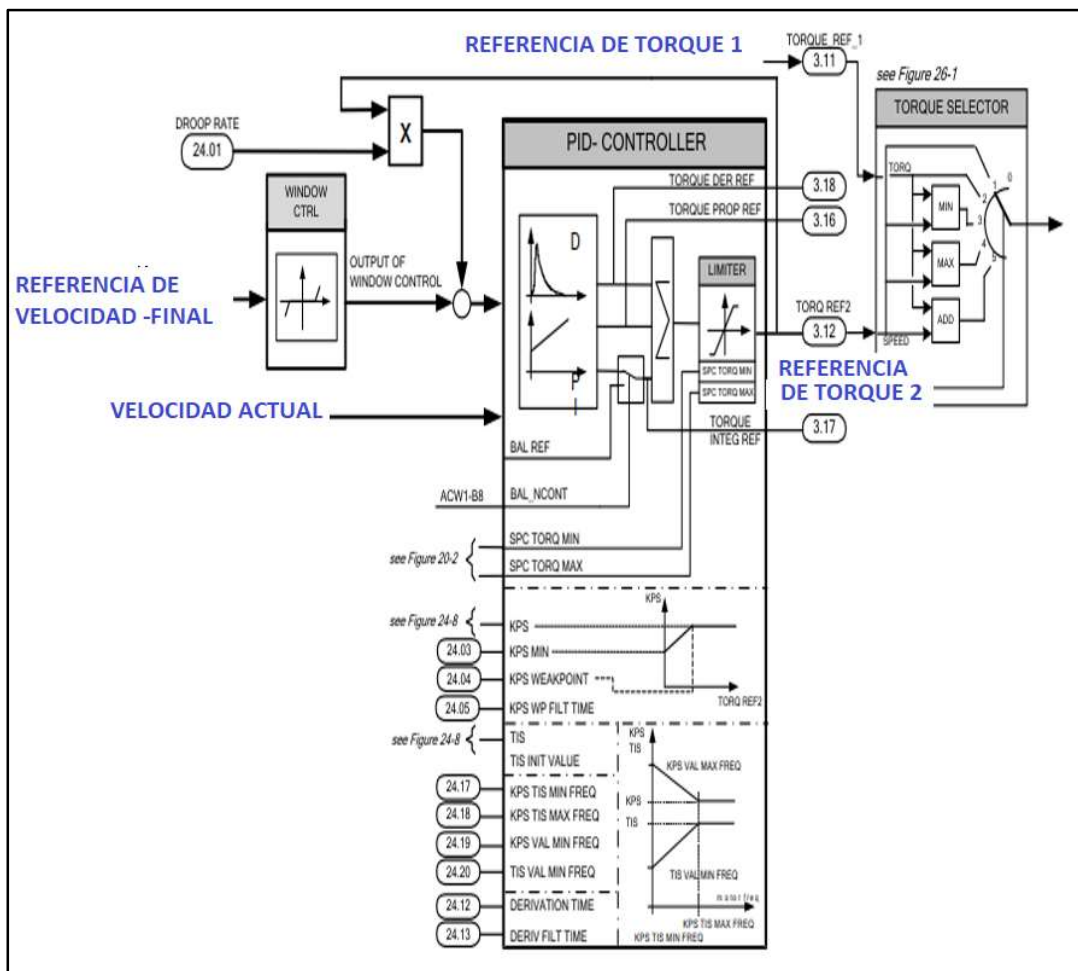 REFERENCIA DE TORQUE 1
TORQUE_REF_1
3.11
see Figure 26-1
TORQUE SELECTOR
DROOP RATE
24.01
X
PID- CONTROLLER
WINDOW
CTRL
TORQUE DER REF
3.18
TORQUE PROP REF
3.16
TORQ
0
1
2
3
4
5
MIN
MAX
ADD
SPEED
D
P
I
LIMITER
SPC TORQ MIN
SPC TORQ MAX
OUTPUT OF
WINDOW CONTROL
REFERENCIA DE
VELOCIDAD -FINAL
TORQ REF2
3.12
REFERENCIA
DE TORQUE 2
VELOCIDAD ACTUAL
TORQUE
INTEG REF
3.17
BAL REF
ACW1-B8
BAL_NCONT
see Figure 20-2
SPC TORQ MIN
SPC TORQ MAX
see Figure 24-8
KPS
24.03
KPS MIN
24.04
KPS WEAKPOINT
24.05
KPS WP FILT TIME
KPS
TORQ REF2
see Figure 24-8
TIS
TIS INIT VALUE
24.17
KPS TIS MIN FREQ
24.18
KPS TIS MAX FREQ
24.19
KPS VAL MIN FREQ
24.20
TIS VAL MIN FREQ
24.12
DERIVATION TIME
24.13
DERIV FILT TIME
KPS
TIS
KPS VAL MAX FREQ
KPS
TIS
TIS VAL MIN FREQ
motor freq
KPS TIS MAX FREQ
KPS TIS MIN FREQ